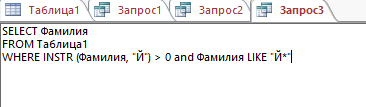 Таблица1 Запрос1 Запрос2 Запрос3
SELECT Фамилия
FROM Таблица1
WHERE INSTR (Фамилия, "Й") > 0 and Фамилия LIKE "Й*"